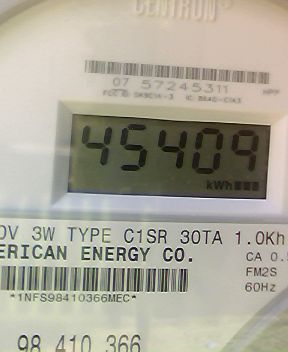 CENTRON
07 57245311
45409
kWh
0V 3W TYPE C1SR 30TA 1.0Kh
ERICAN ENERGY CO. CA 0.5
FM2S
*1NFS98410366MEC* 60Hz
98 410 366